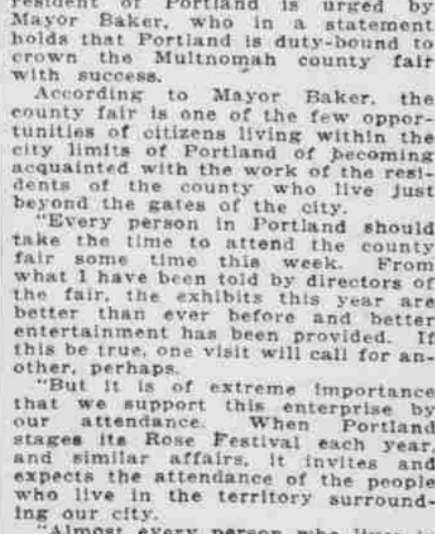 resident of Portland is urged by
Mayor Baker, who in a statement
holds that Portland is duty-bound to
crown the Multnomah county fair
with success.
According to Mayor Baker, the
county fair is one of the few oppor-
tunities of citizens living within the
city limits of Portland of becoming
acquainted with the work of the resi-
dents of the county who live just
beyond the gates of the city.
"Every person in Portland should
take the time to attend the county
fair some time this week. From
what I have been told by directors of
the fair, the exhibits this year are
better than ever before and better
entertainment has been provided. If
this be true, one visit will call for an-
other, perhaps.
"But it is of extreme importance
that we support this enterprise by
our attendance. When Portland
stages its Rose Festival each year,
and similar affairs, it invites and
expects the attendance of the people
who live in the territory surround-
ing our city.
"Almost every person who lives in